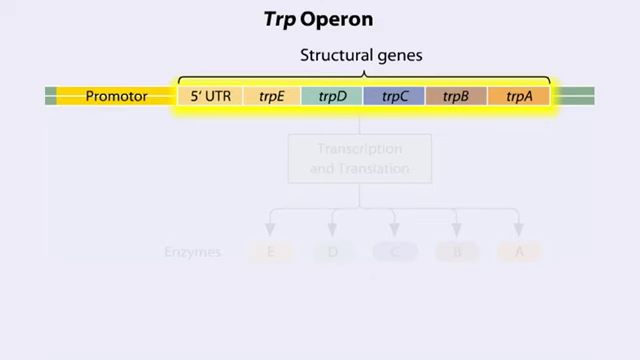 Trp Operon
Structural genes
Promotor 5' UTR trpE trpD trpC trpB trpA
Transcription
and Translation
Enzymes E D C B A